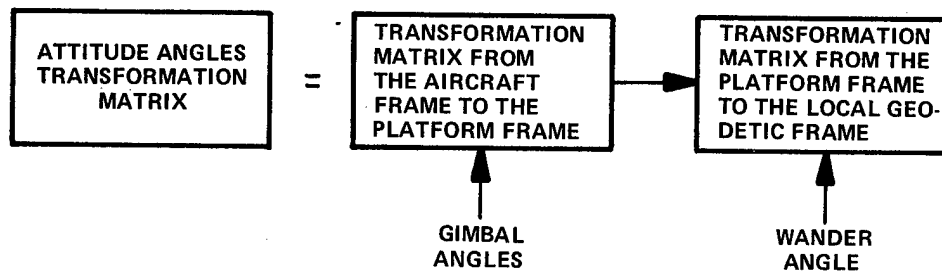 ATTITUDE ANGLES
TRANSFORMATION
MATRIX
=
TRANSFORMATION
MATRIX FROM
THE AIRCRAFT
FRAME TO THE
PLATFORM FRAME
TRANSFORMATION
MATRIX FROM THE
PLATFORM FRAME
TO THE LOCAL GEO-
DETIC FRAME
GIMBAL
ANGLES
WANDER
ANGLE